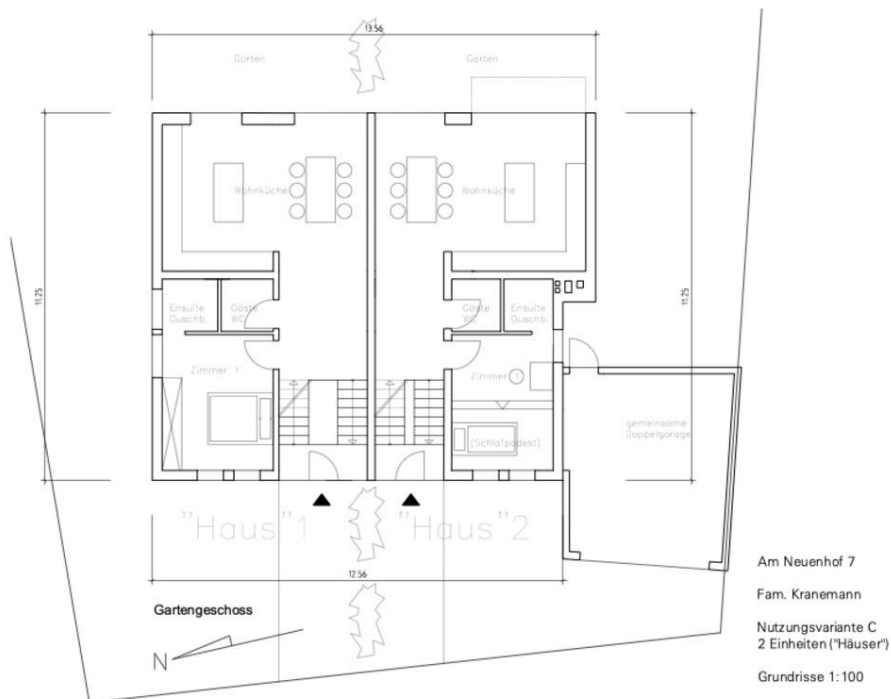 13.56
Garten
Garten
11.25
Wohnküche
Wohnküche
11.25
Ensuite
Duschb.
Gäste
WC
Gäste
WC
Ensuite
Duschb.
Zimmer 1
Zimmer 1
(Schlafpodest)
gemeinsame
Doppelgarage
"Haus" 1
"Haus" 2
12.56
Gartengeschoss
N
Am Neuenhof 7
Fam. Kranemann
Nutzungsvariante C
2 Einheiten ("Häuser")
Grundrisse 1:100